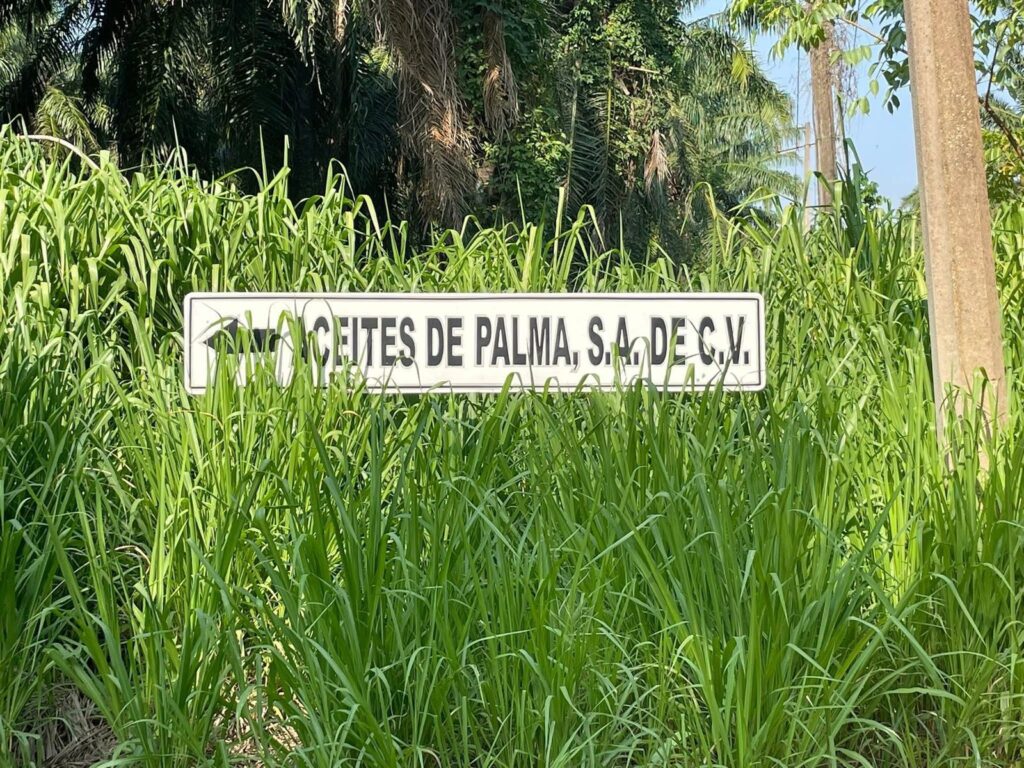 ACEITES DE PALMA, S.A. DE C.V.